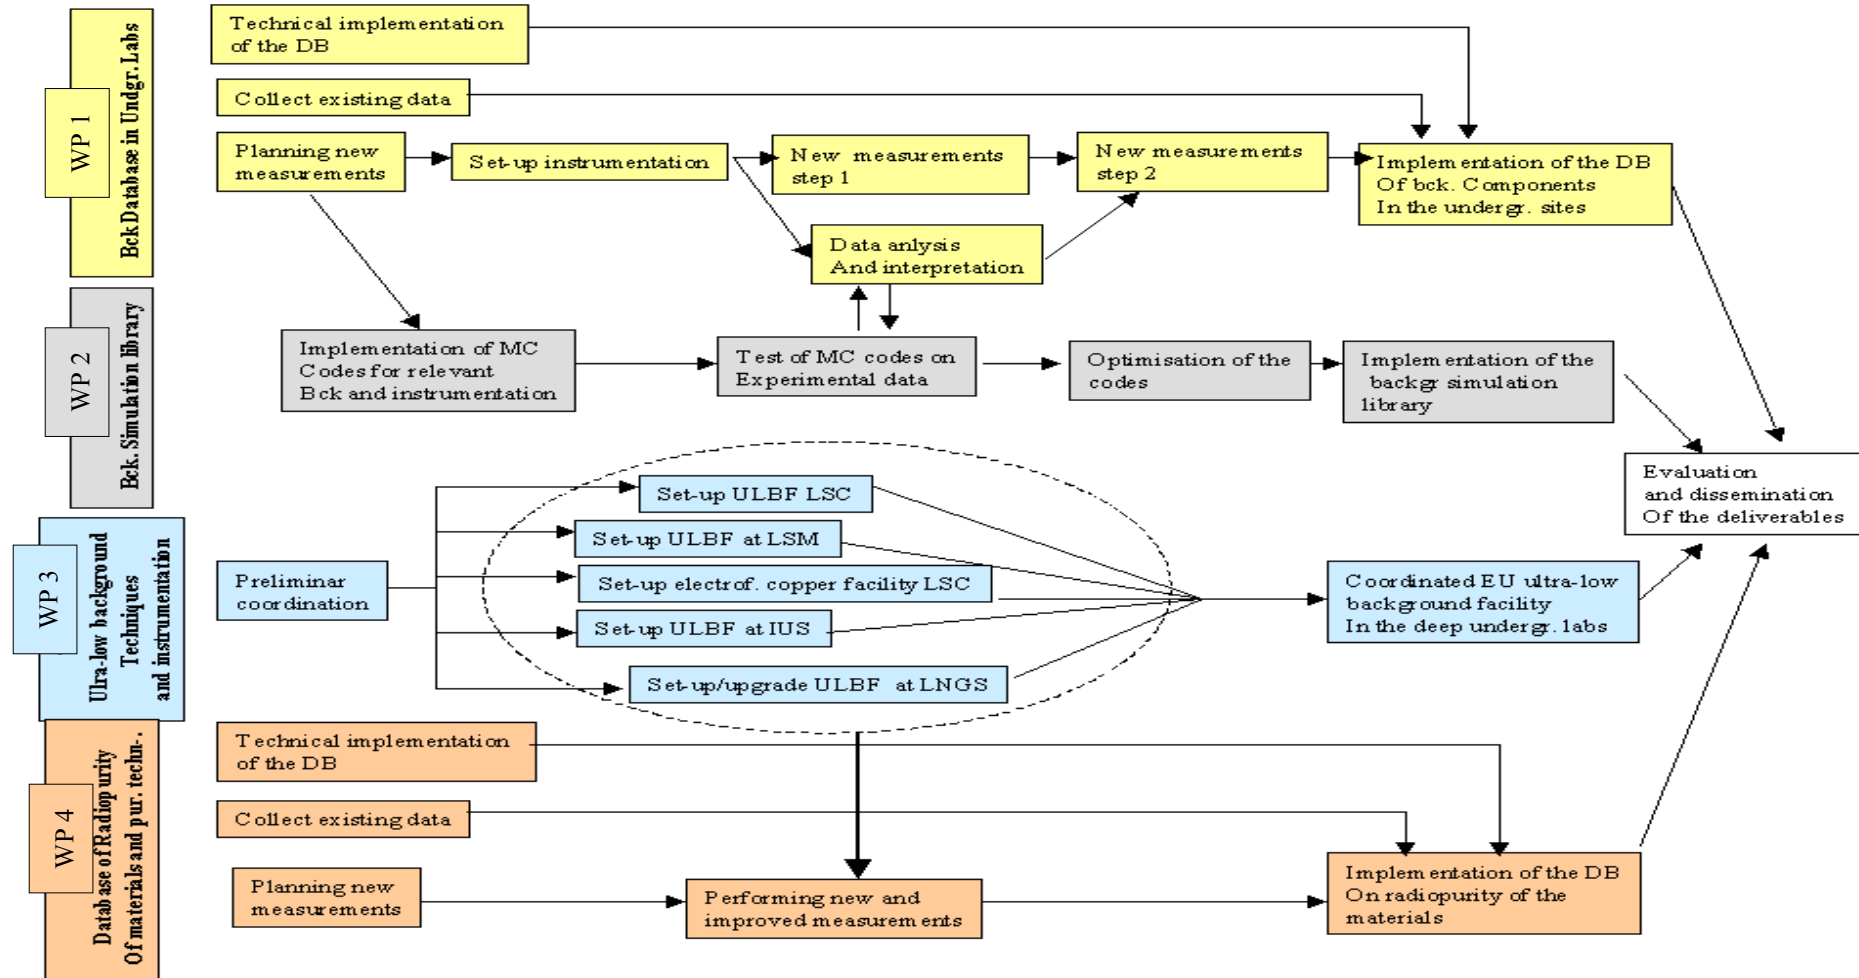 WP 1
Bck Database in Undgr. Labs
Technical implementation
of the DB
Collect existing data
Planning new
measurements
Set-up instrumentation
New measurements
step 1
New measurements
step 2
Implementation of the DB
Of bck. Components
In the undergr. sites
Data anlysis
And interpretation
WP 2
Bck. Simulation library
Implementation of MC
Codes for relevant
Bck and instrumentation
Test of MC codes on
Experimental data
Optimisation of the
codes
Implementation of the
backgr simulation
library
Evaluation
and dissemination
Of the deliverables
WP 3
Ulra-low background
Techniques
and instrumentation
Preliminar
coordination
Set-up ULBF LSC
Set-up ULBF at LSM
Set-up electrof. copper facility LSC
Set-up ULBF at IUS
Set-up/upgrade ULBF at LNGS
Coordinated EU ultra-low
background facility
In the deep undergr. labs
WP 4
Database of Radiopurity
Of materials and pur. techn-.
Technical implementation
of the DB
Collect existing data
Planning new
measurements
Performing new and
improved measurements
Implementation of the DB
On radiopurity of the
materials